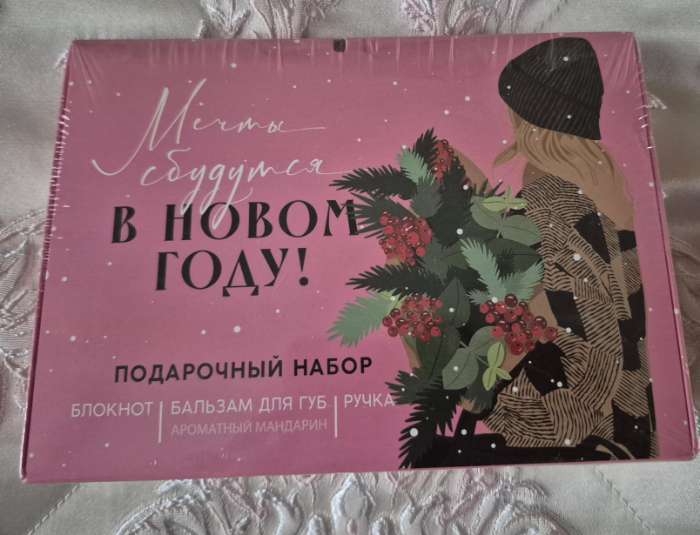 Мечты
сбудутся
В НОВОМ
ГОДУ!
ПОДАРОЧНЫЙ НАБОР
БЛОКНОТ | БАЛЬЗАМ ДЛЯ ГУБ | РУЧКА
АРОМАТНЫЙ МАНДАРИН